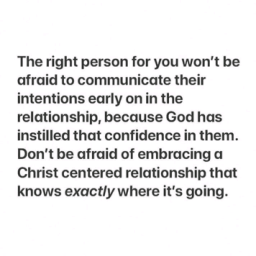 The right person for you won't be
afraid to communicate their
intentions early on in the
relationship, because God has
instilled that confidence in them.
Don't be afraid of embracing a
Christ centered relationship that
knows exactly where it's going.